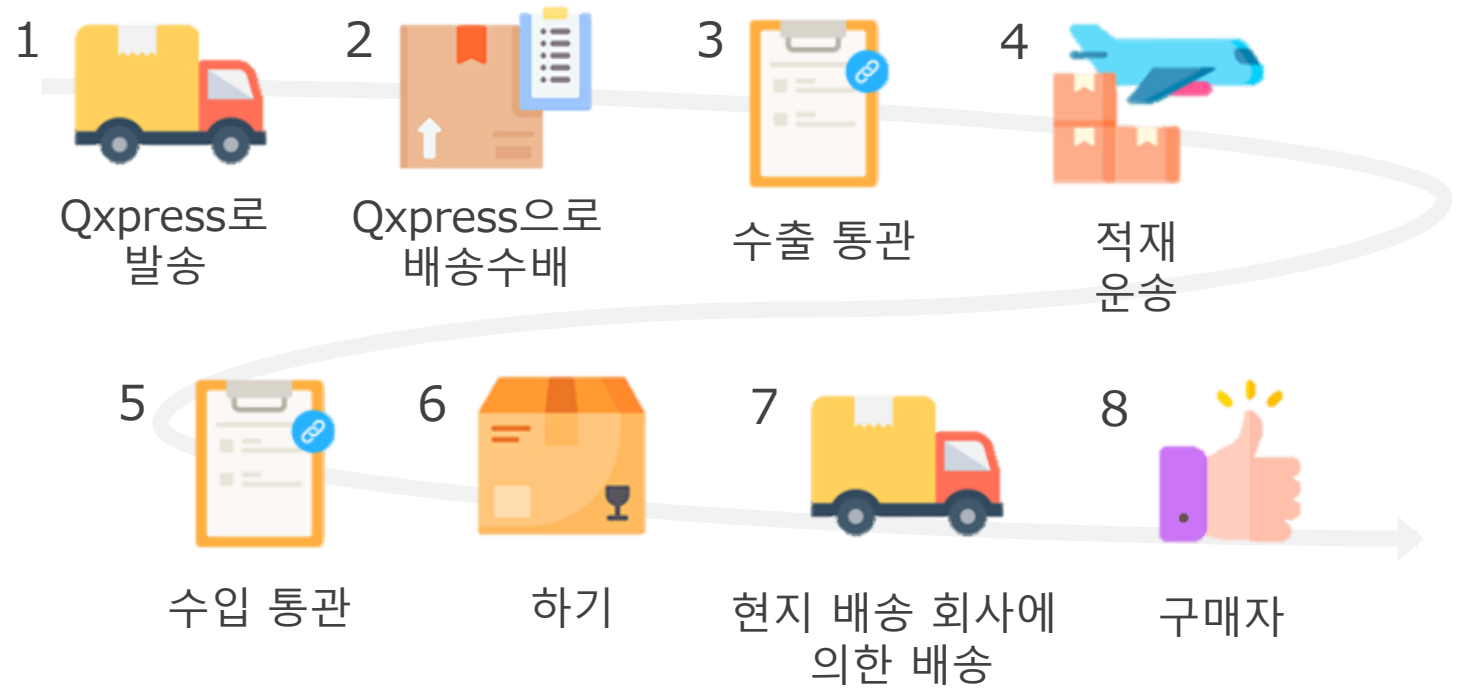 1
Qxpress로
발송
2
Qxpress으로
배송수배
3
수출 통관
4
적재
운송
5
수입 통관
6
하기
7
현지 배송 회사에
의한 배송
8
구매자